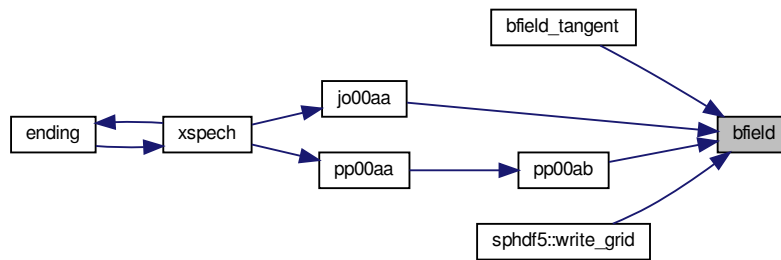 bfield_tangent
jo00aa
ending
xspech
bfield
pp00aa
pp00ab
sphdf5::write_grid